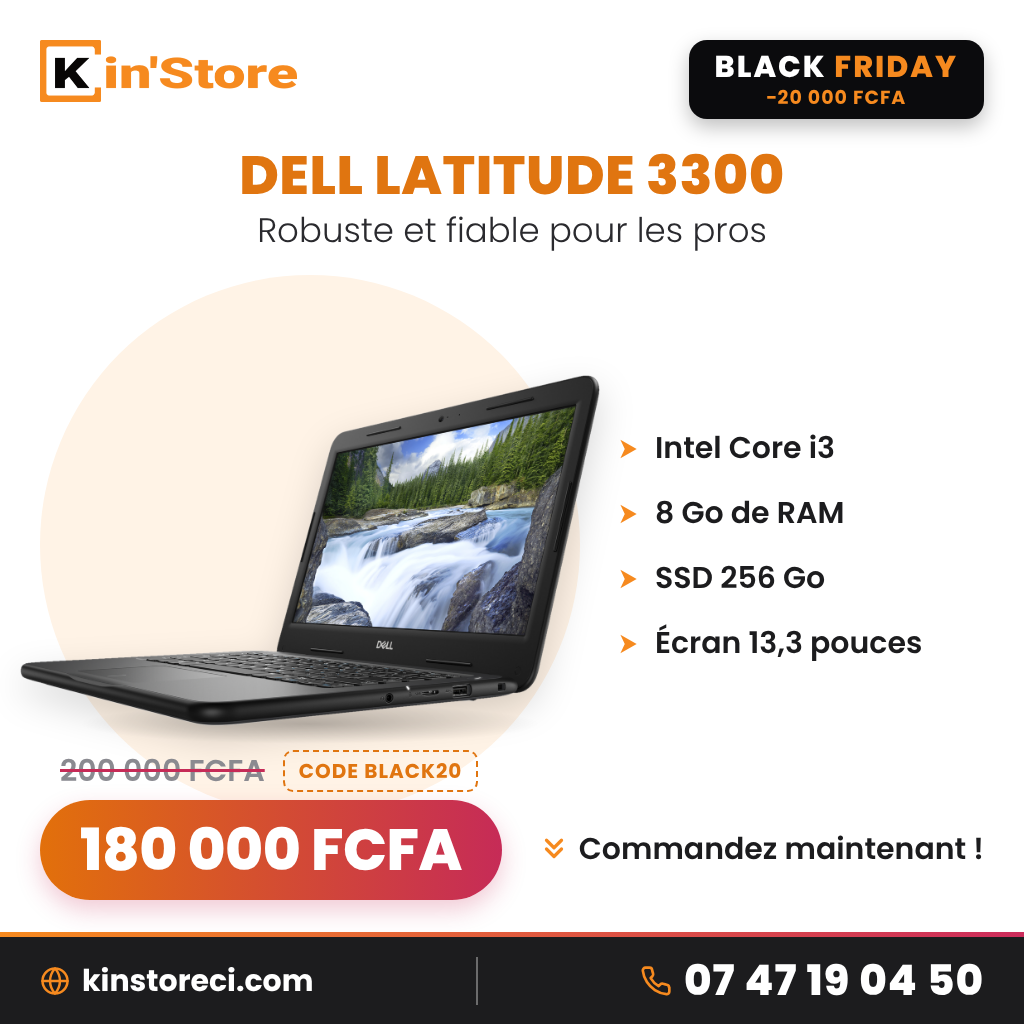 Kin'Store
BLACK FRIDAY
-20 000 FCFA
DELL LATITUDE 3300
Robuste et fiable pour les pros
Intel Core i3
8 Go de RAM
SSD 256 Go
Écran 13,3 pouces
DELL
200 000 FCFA
CODE BLACK20
180 000 FCFA
Commandez maintenant !
kinstoreci.com
07 47 19 04 50